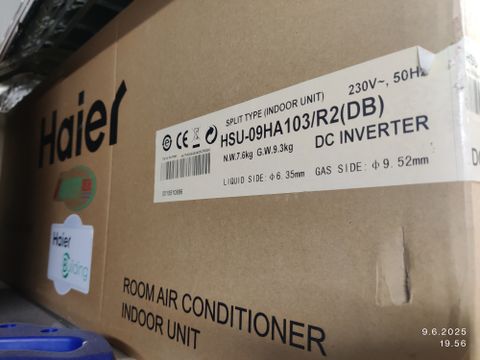 Haier
SPLIT TYPE (INDOOR UNIT)
230V~, 50HZ
HSU-09HA103/R2(DB)
N.W.7.6kg G.W.9.3kg
DC INVERTER
LIQUID SIDE: φ6.35mm GAS SIDE: φ9.52mm
Haier
Building
ROOM AIR CONDITIONER
INDOOR UNIT
9.6.2025
19.56